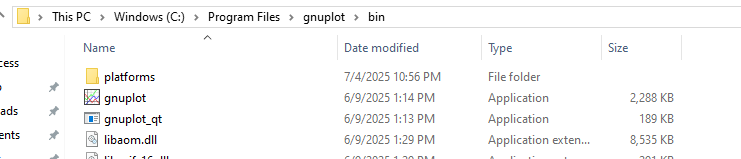 This PC > Windows (C:) > Program Files > gnuplot > bin
Name Date modified Type Size
platforms 7/4/2025 10:56 PM File folder
gnuplot 6/9/2025 1:14 PM Application 2,288 KB
gnuplot_qt 6/9/2025 1:13 PM Application 189 KB
libaom.dll 6/9/2025 1:29 PM Application exten... 8,535 KB